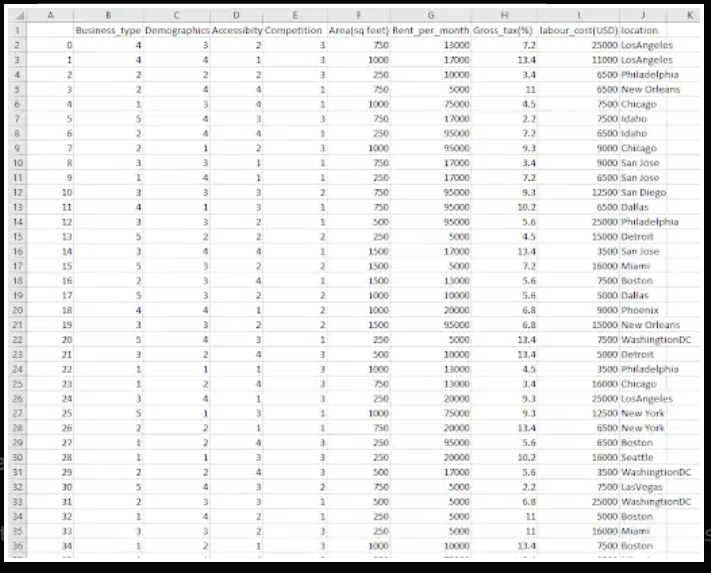 A B C D E F G H I J K
1 Business_type Demographics Accessibity Competition Area(sq feet) Rent_per_month Gross_tax(%) labour_cost(USD) location
2 0 4 3 2 3 750 13000 7.2 25000 LosAngeles
3 1 4 4 1 3 1000 17000 13.4 11000 LosAngeles
4 2 2 2 2 3 250 10000 3.4 6500 Philadelphia
5 3 2 4 4 1 750 5000 11 6500 New Orleans
6 4 1 3 4 1 1000 75000 4.5 7500 Chicago
7 5 5 4 3 3 750 17000 2.2 7500 Idaho
8 6 2 4 4 1 250 95000 7.2 6500 Idaho
9 7 2 1 2 3 1000 95000 9.3 9000 Chicago
10 8 3 3 1 1 750 17000 3.4 9000 San Jose
11 9 1 4 1 1 250 17000 7.2 6500 San Jose
12 10 3 3 3 2 750 95000 9.3 12500 San Diego
13 11 4 1 3 1 750 95000 10.2 6500 Dallas
14 12 3 3 2 1 500 95000 5.6 25000 Philadelphia
15 13 5 2 2 2 250 5000 4.5 15000 Detroit
16 14 3 4 4 1 1500 17000 13.4 3500 San Jose
17 15 5 3 2 2 1500 5000 7.2 16000 Miami
18 16 2 3 4 1 1500 13000 5.6 7500 Boston
19 17 5 3 2 2 1000 10000 5.6 5000 Dallas
20 18 4 4 1 2 1000 20000 6.8 9000 Phoenix
21 19 3 3 2 2 1500 95000 6.8 15000 New Orleans
22 20 5 4 3 1 250 5000 13.4 7500 WashingtionDC
23 21 3 2 4 3 500 10000 13.4 5000 Detroit
24 22 1 1 1 3 1000 13000 4.5 3500 Philadelphia
25 23 1 2 4 3 750 13000 3.4 16000 Chicago
26 24 3 4 1 3 250 20000 9.3 25000 LosAngeles
27 25 5 1 3 1 1000 75000 9.3 12500 New York
28 26 2 2 1 1 750 20000 13.4 6500 New York
29 27 1 2 4 3 250 95000 5.6 6500 Boston
30 28 1 1 3 3 250 20000 10.2 16000 Seattle
31 29 2 2 4 3 500 17000 5.6 3500 WashingtionDC
32 30 5 4 3 2 750 5000 2.2 7500 LasVegas
33 31 2 3 3 1 500 5000 6.8 25000 WashingtionDC
34 32 1 4 2 1 250 5000 11 5000 Boston
35 33 3 3 2 3 250 5000 11 16000 Miami
36 34 1 2 1 3 1000 10000 13.4 7500 Boston